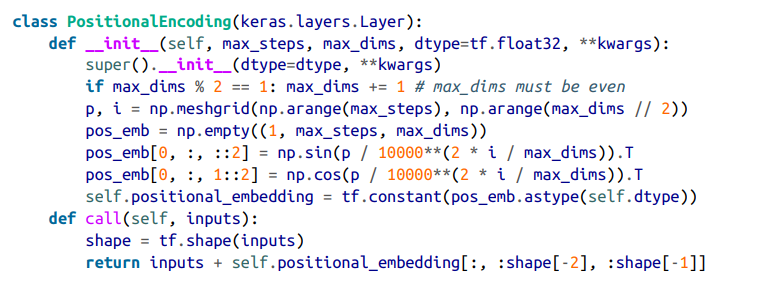 class PositionalEncoding(keras.layers.Layer):
    def __init__(self, max_steps, max_dims, dtype=tf.float32, **kwargs):
        super().__init__(dtype=dtype, **kwargs)
        if max_dims % 2 == 1: max_dims += 1 # max_dims must be even
        p, i = np.meshgrid(np.arange(max_steps), np.arange(max_dims // 2))
        pos_emb = np.empty((1, max_steps, max_dims))
        pos_emb[0, :, ::2] = np.sin(p / 10000**(2 * i / max_dims)).T
        pos_emb[0, :, 1::2] = np.cos(p / 10000**(2 * i / max_dims)).T
        self.positional_embedding = tf.constant(pos_emb.astype(self.dtype))
    def call(self, inputs):
        shape = tf.shape(inputs)
        return inputs + self.positional_embedding[:, :shape[-2], :shape[-1]]